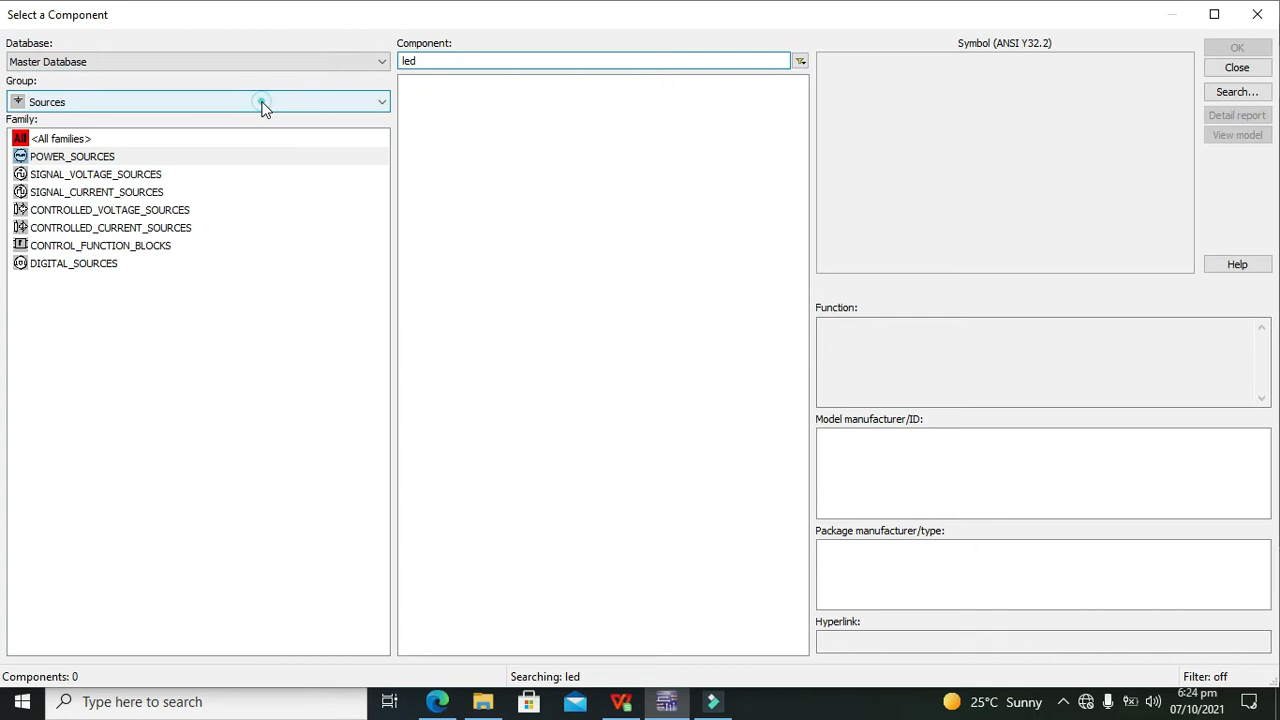 Select a Component
Database:
Master Database
Group:
Sources
Family:
All <All families>
POWER_SOURCES
SIGNAL_VOLTAGE_SOURCES
SIGNAL_CURRENT_SOURCES
CONTROLLED_VOLTAGE_SOURCES
CONTROLLED_CURRENT_SOURCES
CONTROL_FUNCTION_BLOCKS
DIGITAL_SOURCES
Component:
led
Symbol (ANSI Y32.2)
OK
Close
Search...
Detail report
View model
Help
Function:
Model manufacturer/ID:
Package manufacturer/type:
Hyperlink:
Components: 0
Searching: led
Filter: off
Type here to search
25°C Sunny
6:24 pm
07/10/2021